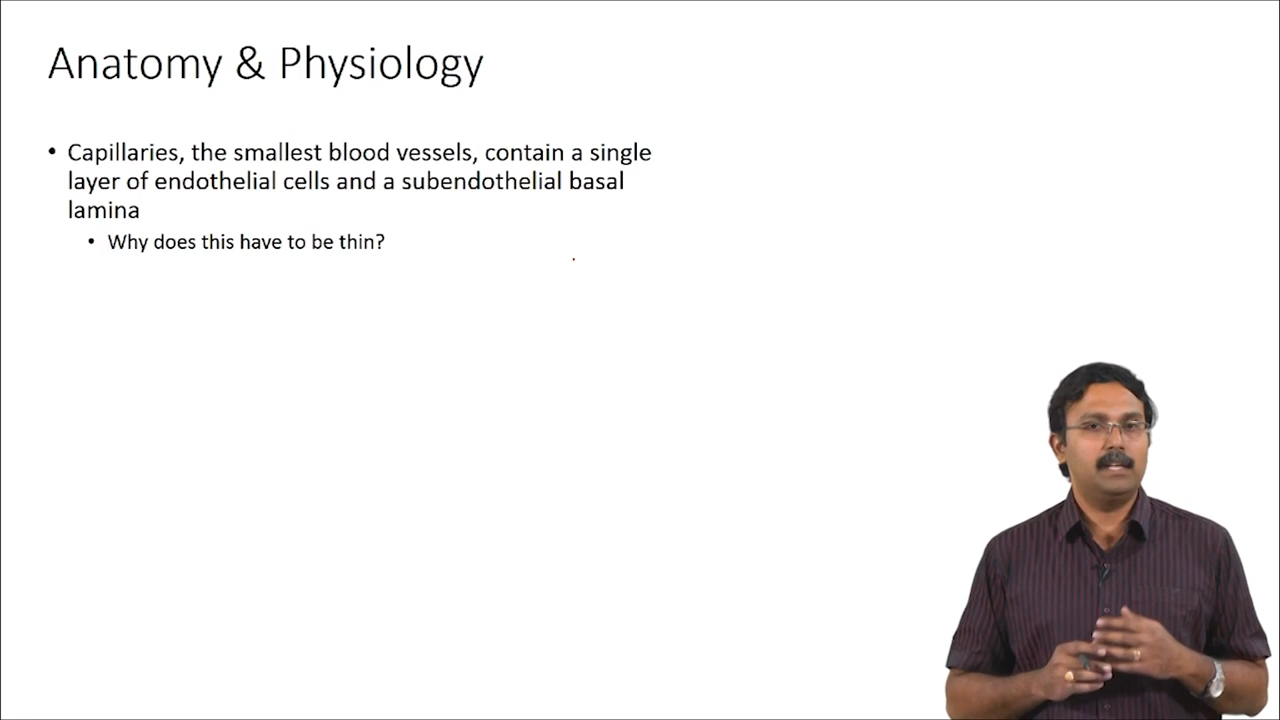 Anatomy & Physiology
• Capillaries, the smallest blood vessels, contain a single
layer of endothelial cells and a subendothelial basal
lamina
• Why does this have to be thin?